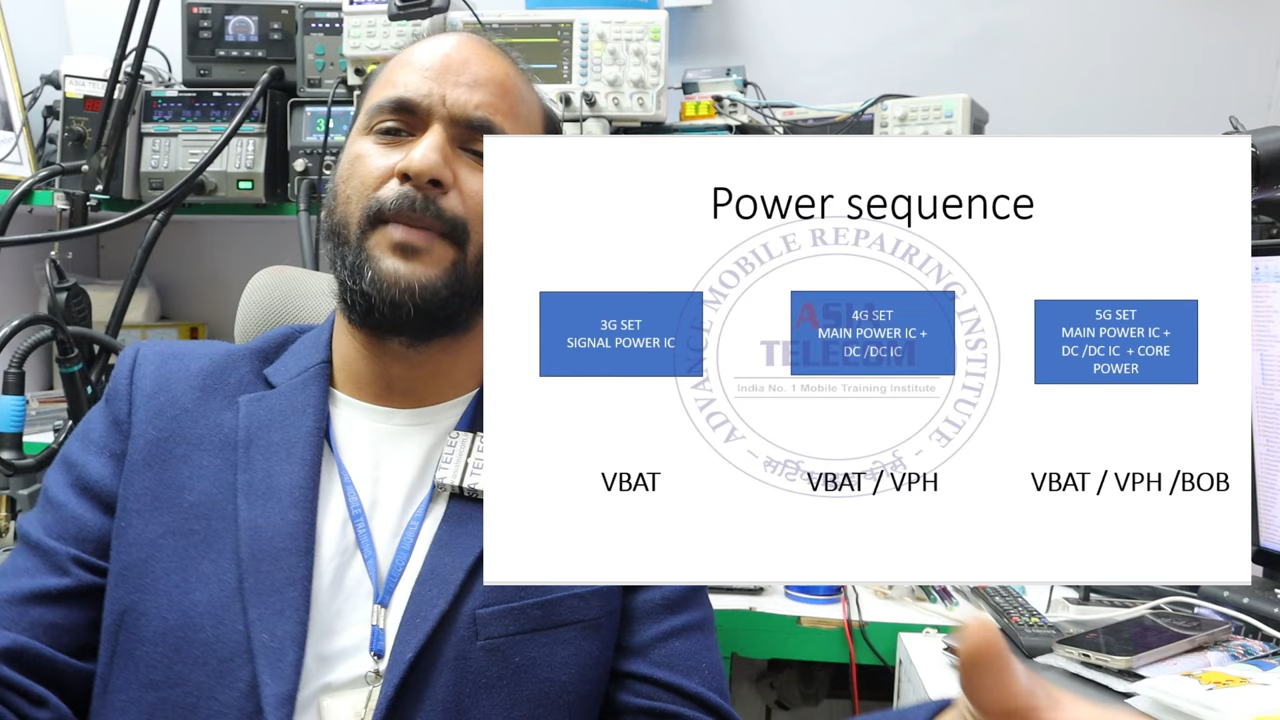 Power sequence
ADVANCE MOBILE REPAIRING INSTITUTE
3G SET
SIGNAL POWER IC
4G SET
MAIN POWER IC +
DC /DC IC
5G SET
MAIN POWER IC +
DC /DC IC + CORE
POWER
ASIA
TELECOM
India No. 1 Mobile Training Institute
VBAT
VBAT / VPH
VBAT / VPH /BOB
ASIA TELE